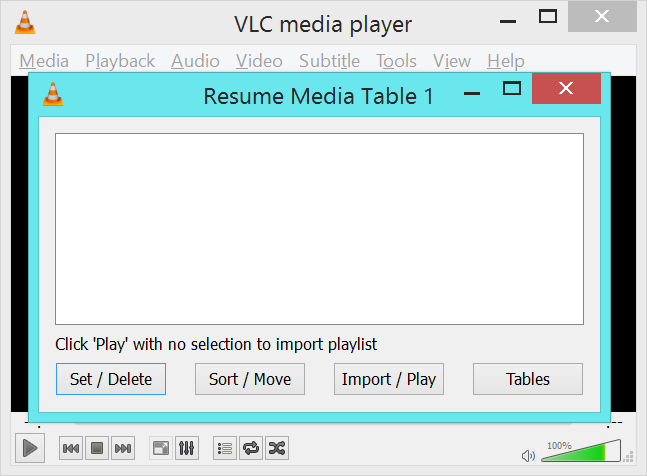 VLC media player
Media Playback Audio Video Subtitle Tools View Help
Resume Media Table 1
Click 'Play' with no selection to import playlist
Set / Delete Sort / Move Import / Play Tables
--:-- --:--
100%